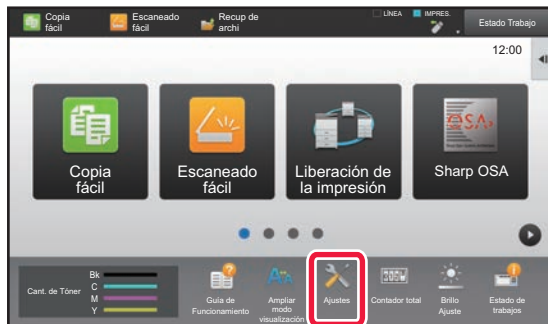 Copia
fácil
Escaneado
fácil
Recup de
archi
LÍNEA
IMPRES.
Estado Trabajo
12:00
OSA
Copia
fácil
Escaneado
fácil
Liberación de
la impresión
Sharp OSA
Cant. de Tóner
Bk
C
M
Y
Guía de
Funcionamiento
Ampliar
modo
visualización
Ajustes
Contador total
Brillo
Ajuste
Estado de
trabajos